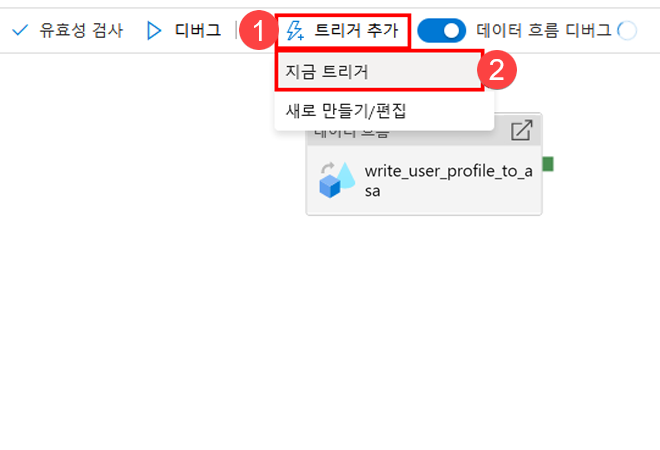 유효성 검사 디버그 1 트리거 추가 데이터 흐름 디버그
지금 트리거 2
새로 만들기/편집
데이터 흐름
write_user_profile_to_a
sa